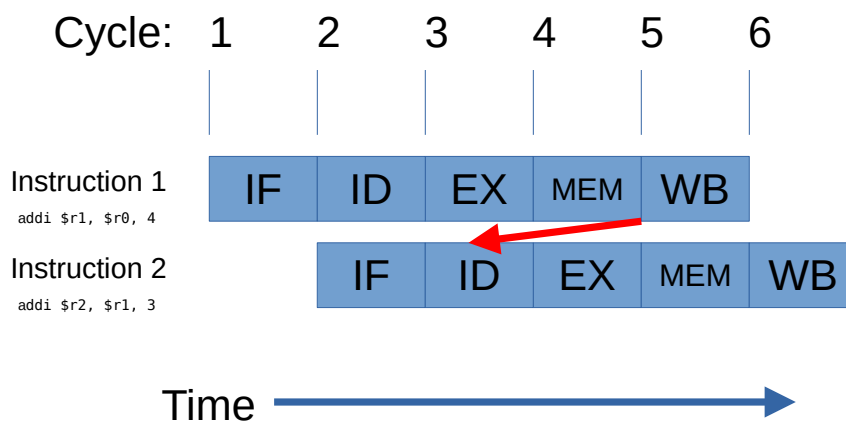 Cycle: 1 2 3 4 5 6
Instruction 1
addi $r1, $r0, 4
IF ID EX MEM WB
Instruction 2
addi $r2, $r1, 3
IF ID EX MEM WB
Time